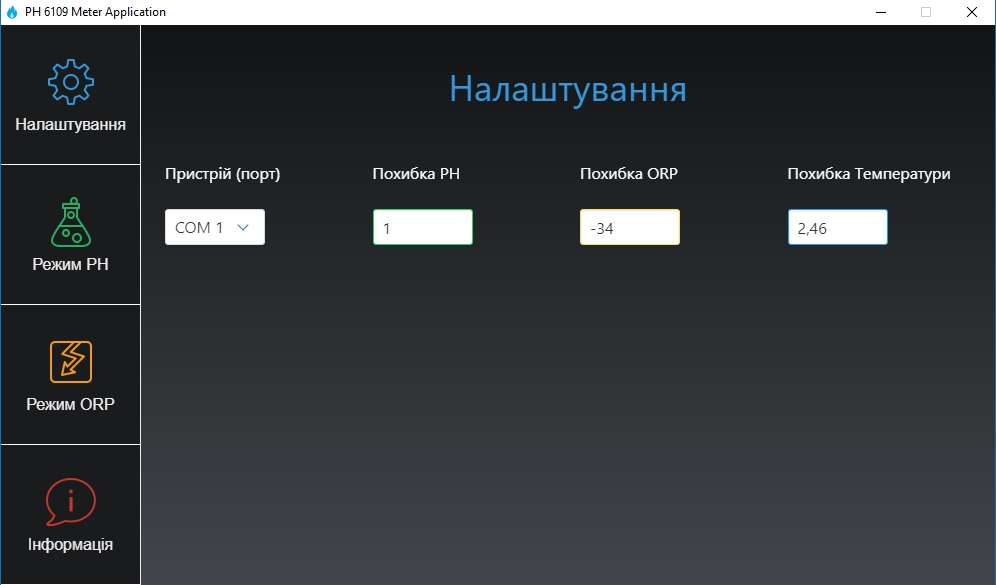 PH 6109 Meter Application
Налаштування
Налаштування
Режим PH
Режим ORP
Інформація
Пристрій (порт)
Похибка PH
Похибка ORP
Похибка Температури
COM 1
1
-34
2,46